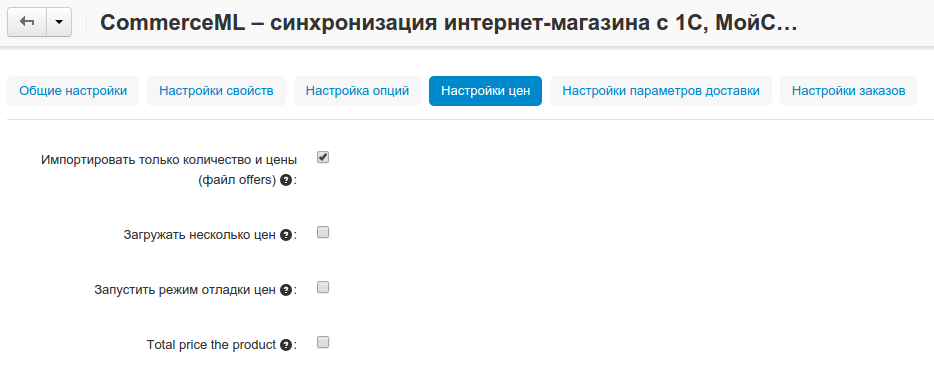 CommerceML – синхронизация интернет-магазина с 1С, МойС…
Общие настройки Настройки свойств Настройка опций Настройки цен Настройки параметров доставки Настройки заказов
Импортировать только количество и цены
(файл offers) ?:
Загружать несколько цен ?:
Запустить режим отладки цен ?:
Total price the product ?: